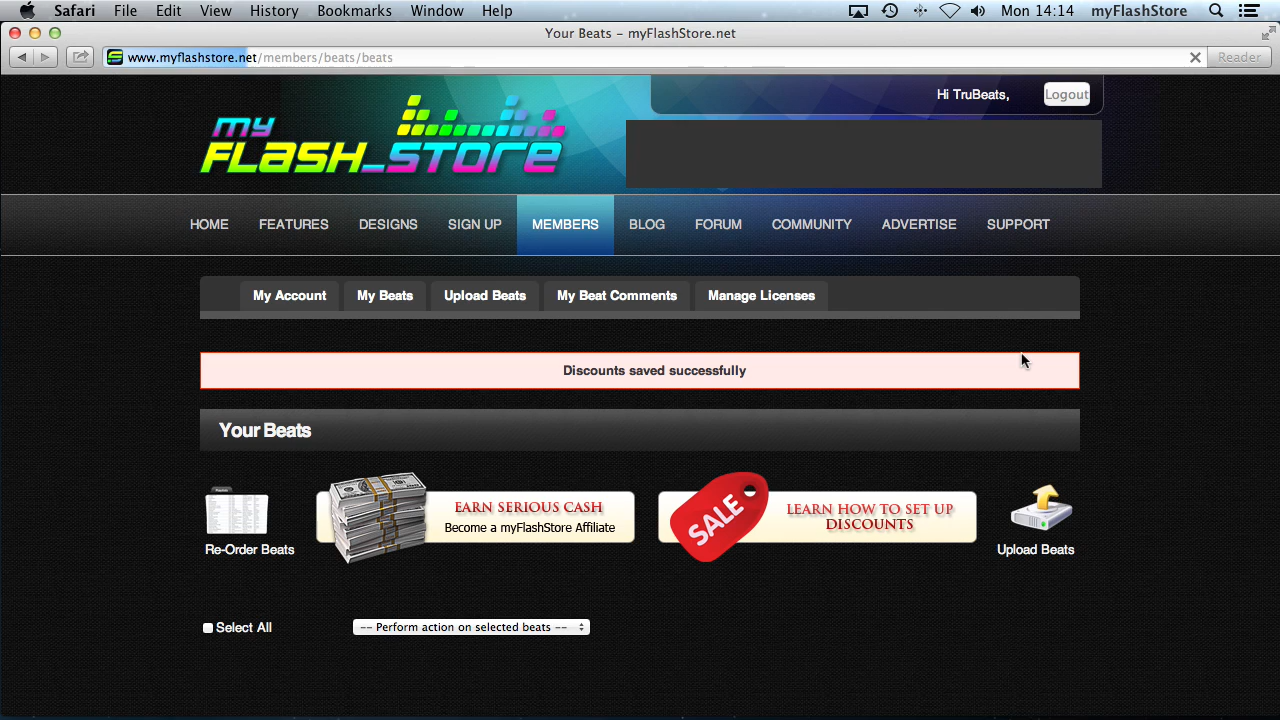 Safari File Edit View History Bookmarks Window Help Mon 14:14 myFlashStore
Your Beats – myFlashStore.net
www.myflashstore.net/members/beats/beats Reader
Hi TruBeats, Logout
MY
FLASH_STORE
HOME FEATURES DESIGNS SIGN UP MEMBERS BLOG FORUM COMMUNITY ADVERTISE SUPPORT
My Account My Beats Upload Beats My Beat Comments Manage Licenses
Discounts saved successfully
Your Beats
EARN SERIOUS CASH
Become a myFlashStore Affiliate
SALE
LEARN HOW TO SET UP
DISCOUNTS
Re-Order Beats
Upload Beats
Select All -- Perform action on selected beats --